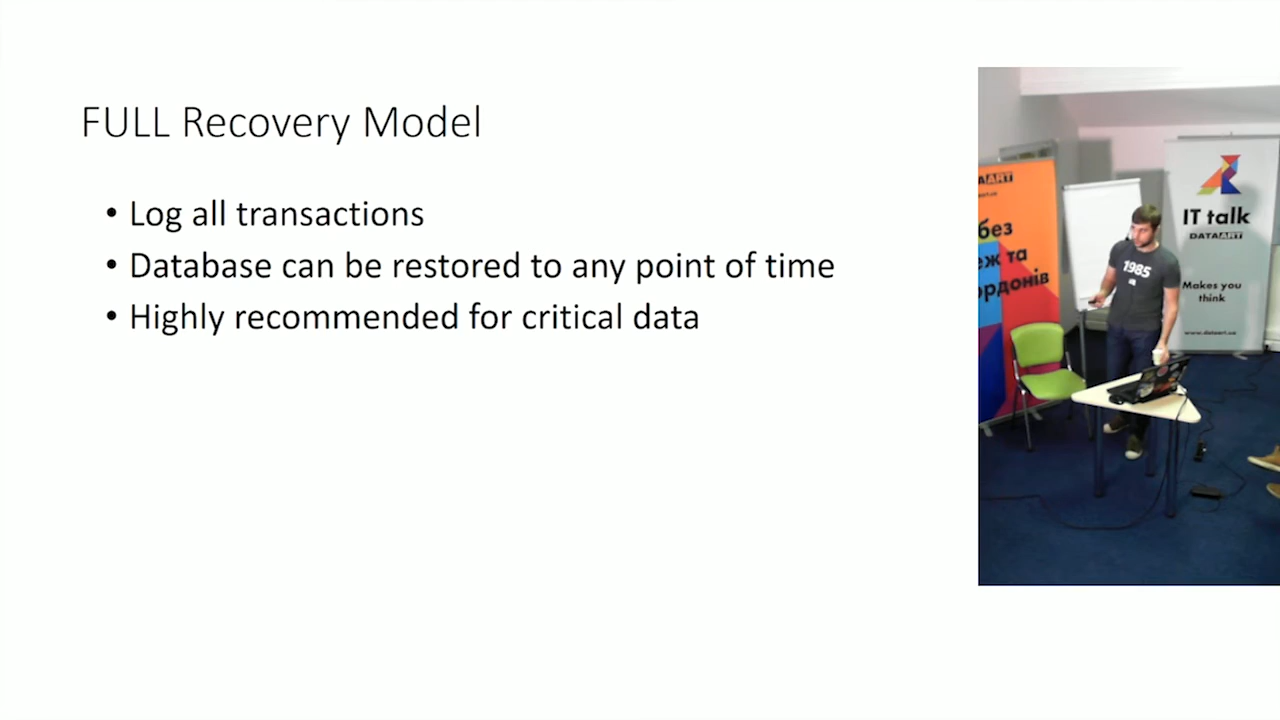 FULL Recovery Model
• Log all transactions
• Database can be restored to any point of time
• Highly recommended for critical data
без
та
1985
IT talk
DATAART
Makes you
think
www.dataart.ua